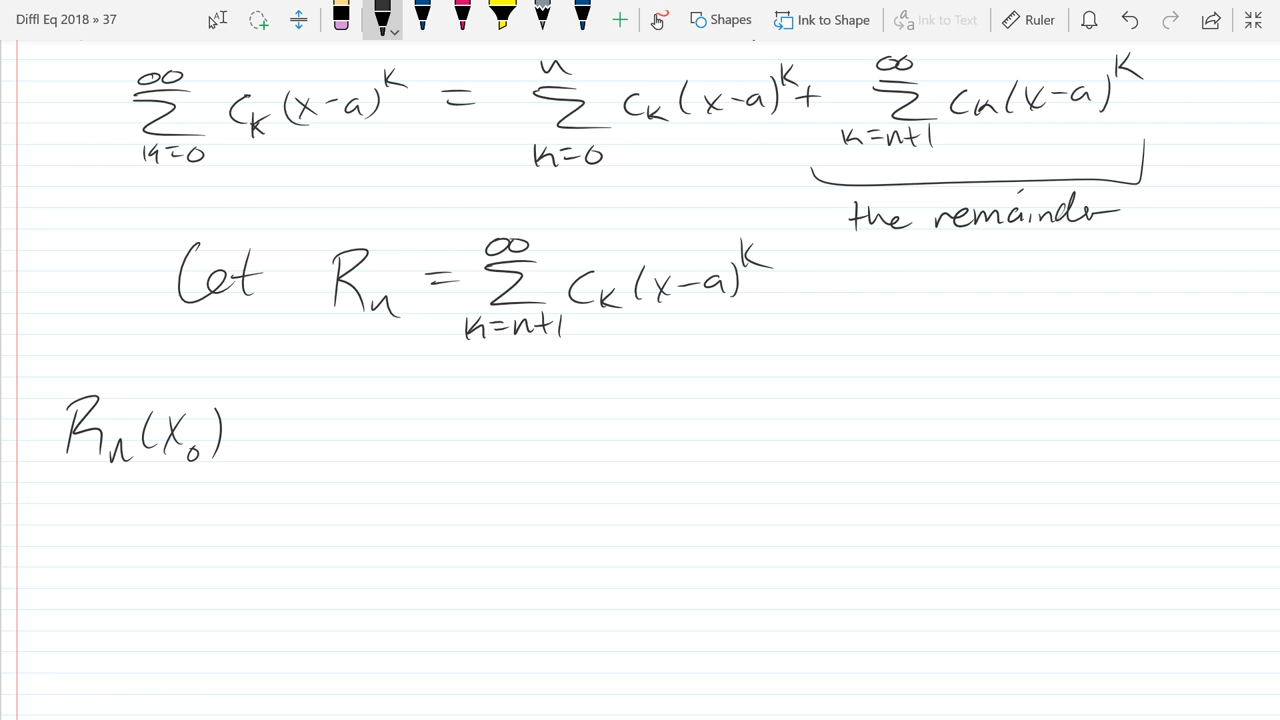 Diffl Eq 2018 » 37 Shapes Ink to Shape Ink to Text Ruler
∞ ∑ k=0 c_k (x-a)^k = n ∑ k=0 c_k (x-a)^k + ∞ ∑ k=n+1 c_k (x-a)^k
the remainder
Let R_n = ∞ ∑ k=n+1 c_k (x-a)^k
R_n(x_0)